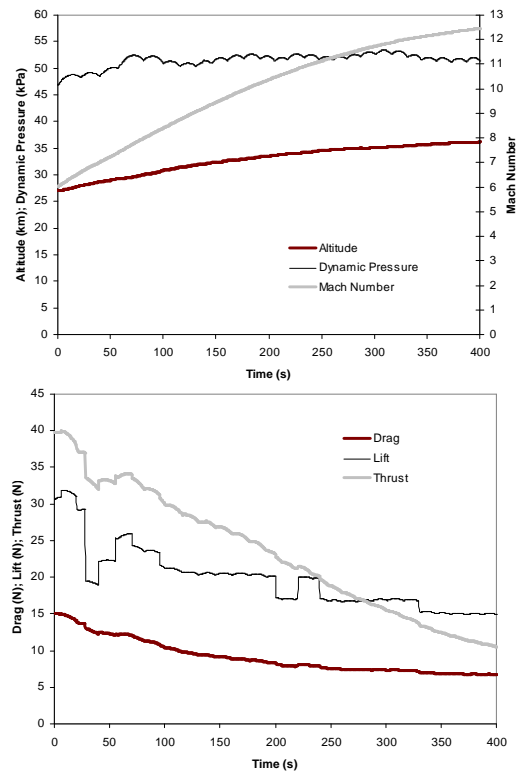 60
55
50
45
40
35
30
25
20
15
10
5
0
13
12
11
10
9
8
7
6
5
4
3
2
1
0
Altitude (km); Dynamic Pressure (kPa)
Mach Number
Altitude
Dynamic Pressure
Mach Number
0 50 100 150 200 250 300 350 400
Time (s)
45
40
35
30
25
20
15
10
5
0
Drag (N); Lift (N); Thrust (N)
Drag
Lift
Thrust
0 50 100 150 200 250 300 350 400
Time (s)